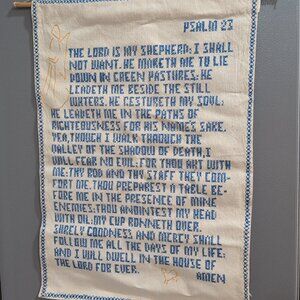 PSALM 23
THE LORD IS MY SHEPHERD; I SHALL
NOT WANT. HE MAKETH ME TO LIE
DOWN IN GREEN PASTURES: HE
LEADETH ME BESIDE THE STILL
WATERS. HE RESTORETH MY SOUL:
HE LEADETH ME IN THE PATHS OF
RIGHTEOUSNESS FOR HIS NAME'S SAKE.
YEA, THOUGH I WALK THROUGH THE
VALLEY OF THE SHADOW OF DEATH, I
WILL FEAR NO EVIL: FOR THOU ART WITH
ME; THY ROD AND THY STAFF THEY COM-
FORT ME. THOU PREPAREST A TABLE BE-
FORE ME IN THE PRESENCE OF MINE
ENEMIES: THOU ANOINTEST MY HEAD
WITH OIL; MY CUP RUNNETH OVER.
SURELY GOODNESS AND MERCY SHALL
FOLLOW ME ALL THE DAYS OF MY LIFE:
AND I WILL DWELL IN THE HOUSE OF
THE LORD FOR EVER. AMEN